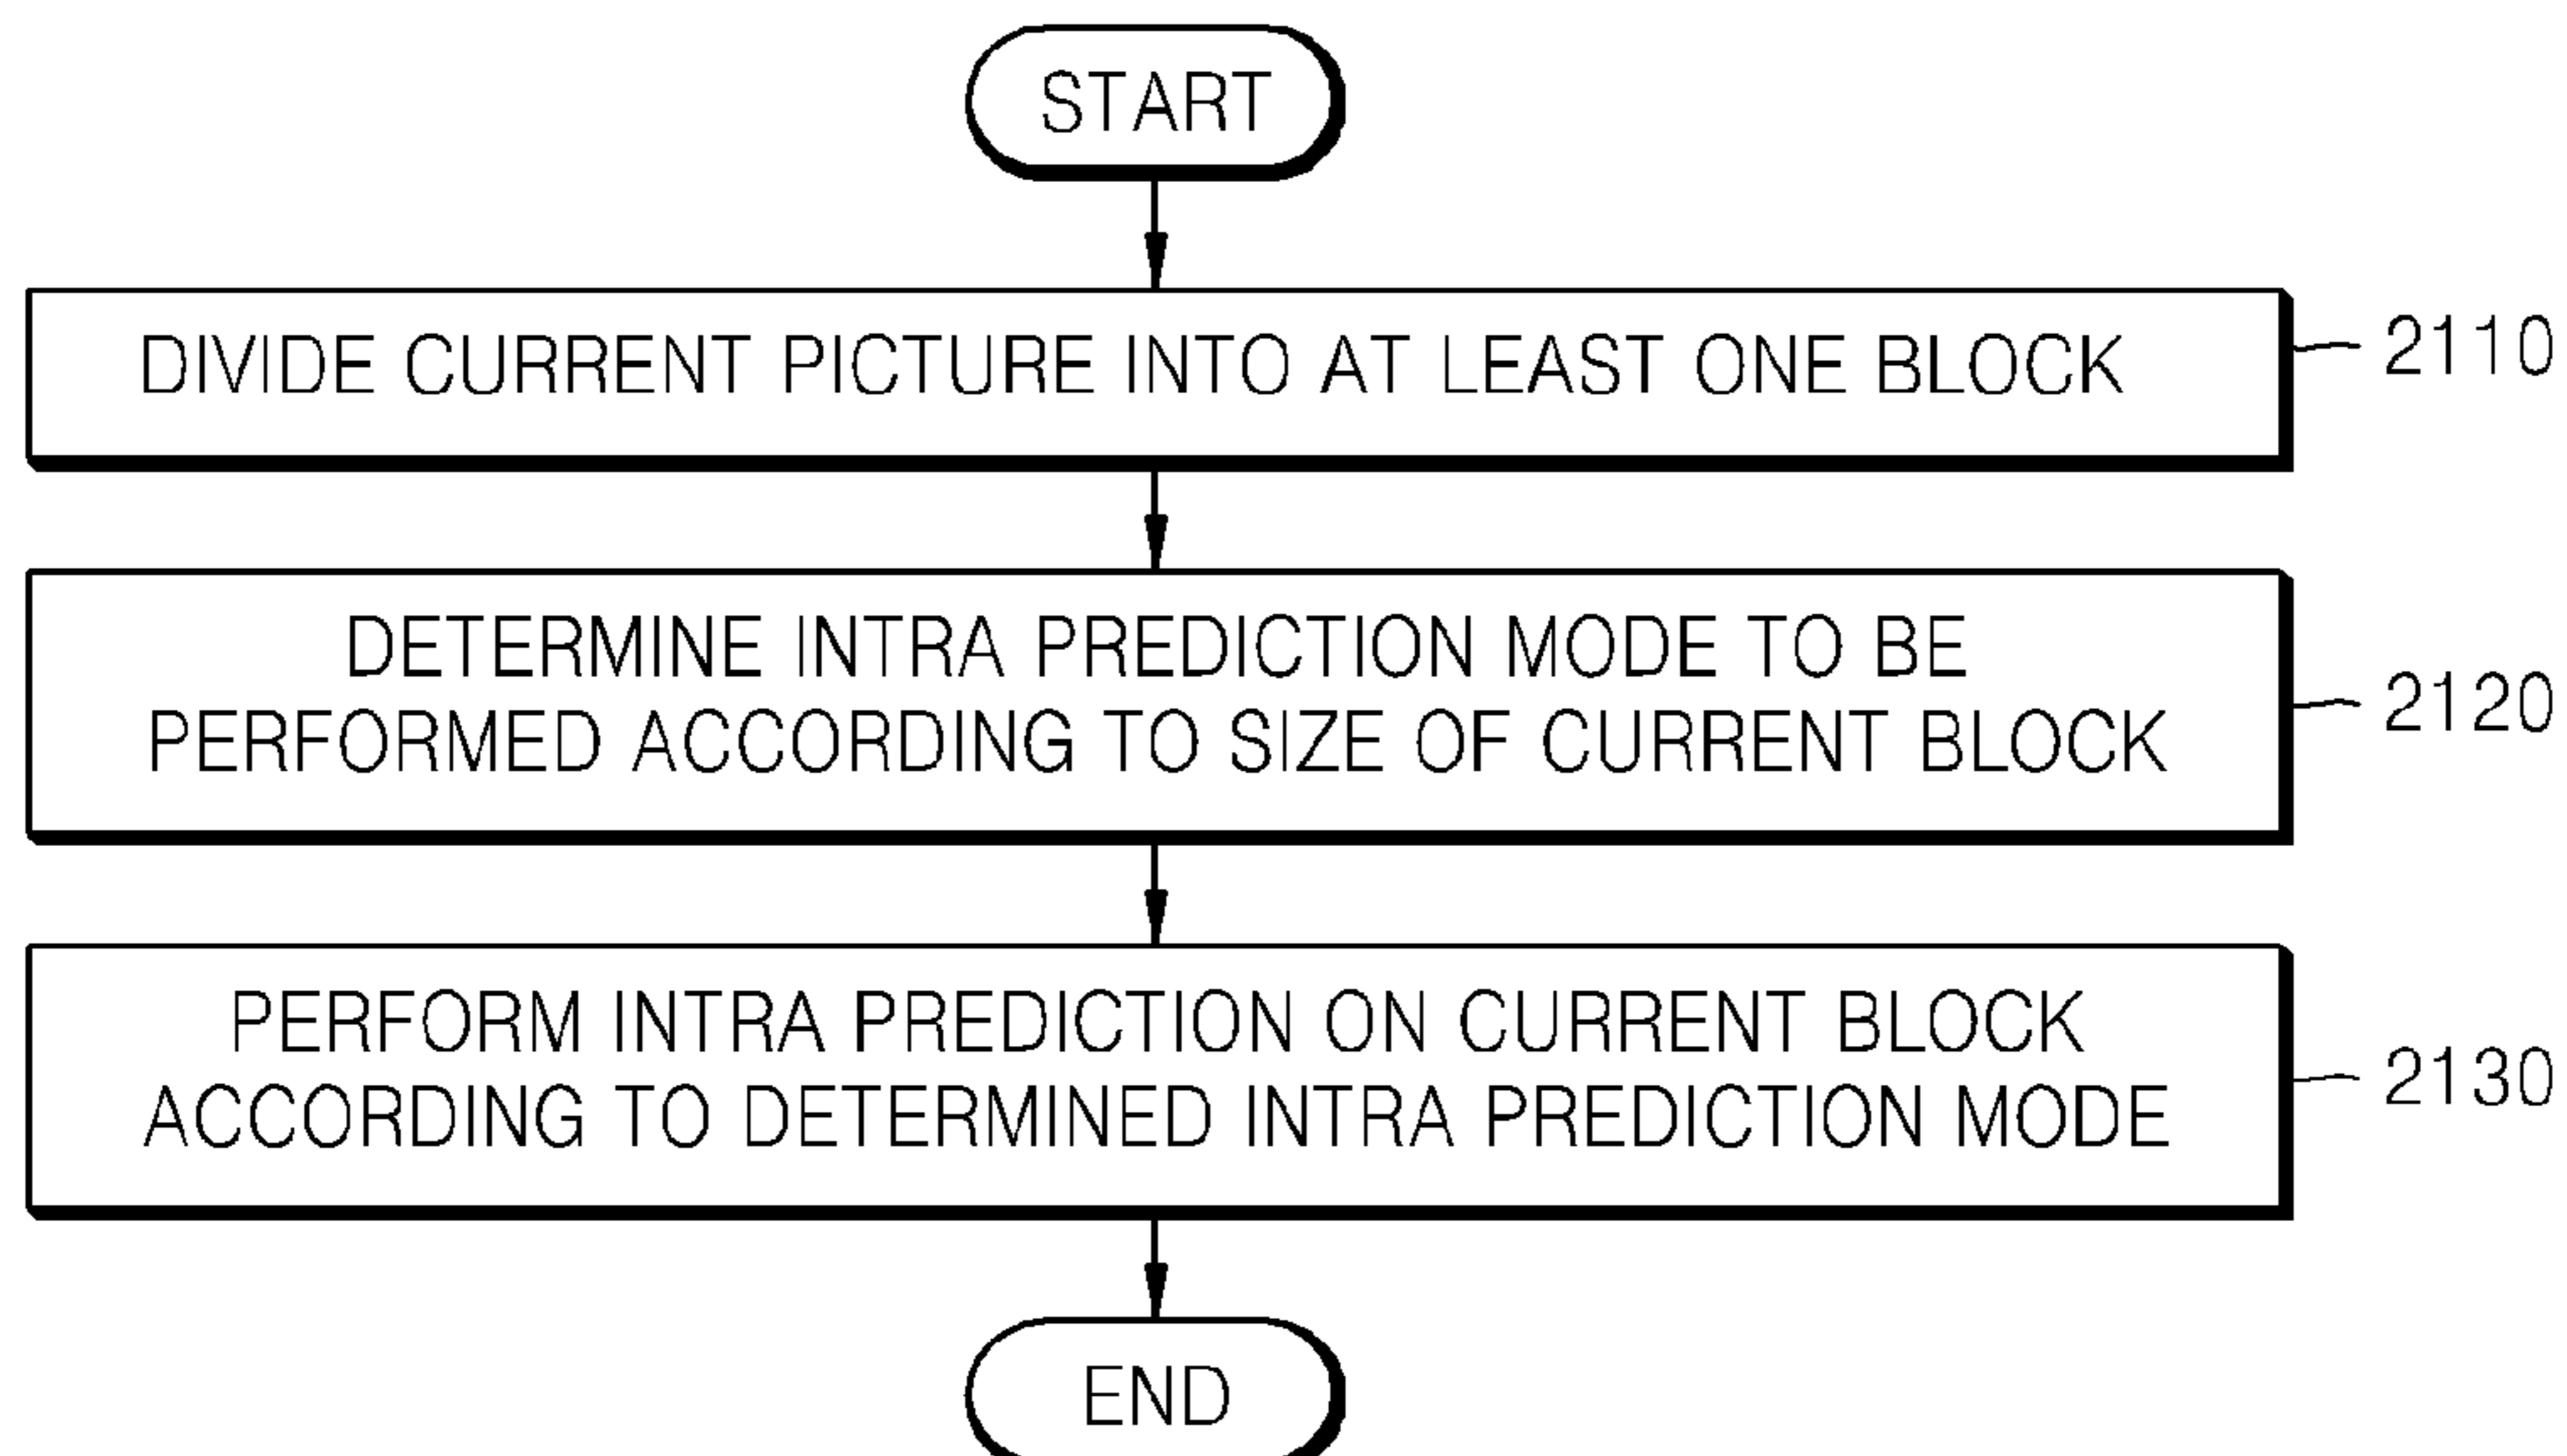 START
DIVIDE CURRENT PICTURE INTO AT LEAST ONE BLOCK
2110
DETERMINE INTRA PREDICTION MODE TO BE
PERFORMED ACCORDING TO SIZE OF CURRENT BLOCK
2120
PERFORM INTRA PREDICTION ON CURRENT BLOCK
ACCORDING TO DETERMINED INTRA PREDICTION MODE
2130
END